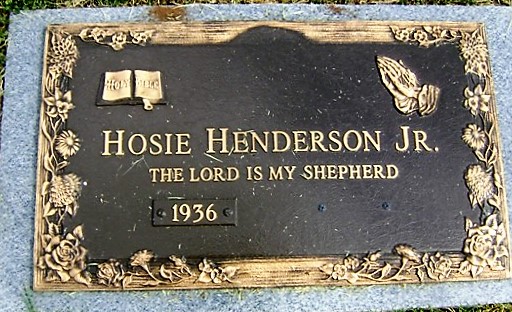 HOLY BIBLE
HOSIE HENDERSON JR.
THE LORD IS MY SHEPHERD
1936